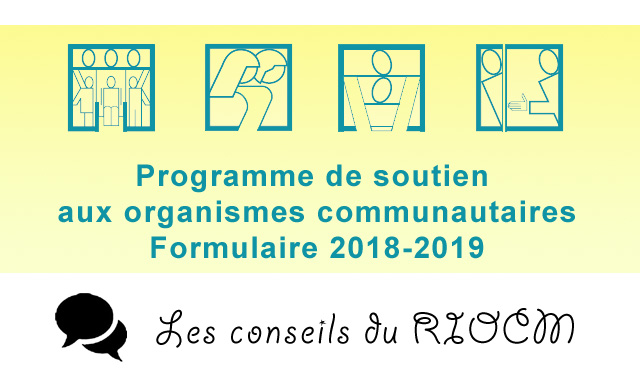 Programme de soutien
aux organismes communautaires
Formulaire 2018-2019
Les conseils du RIOCM